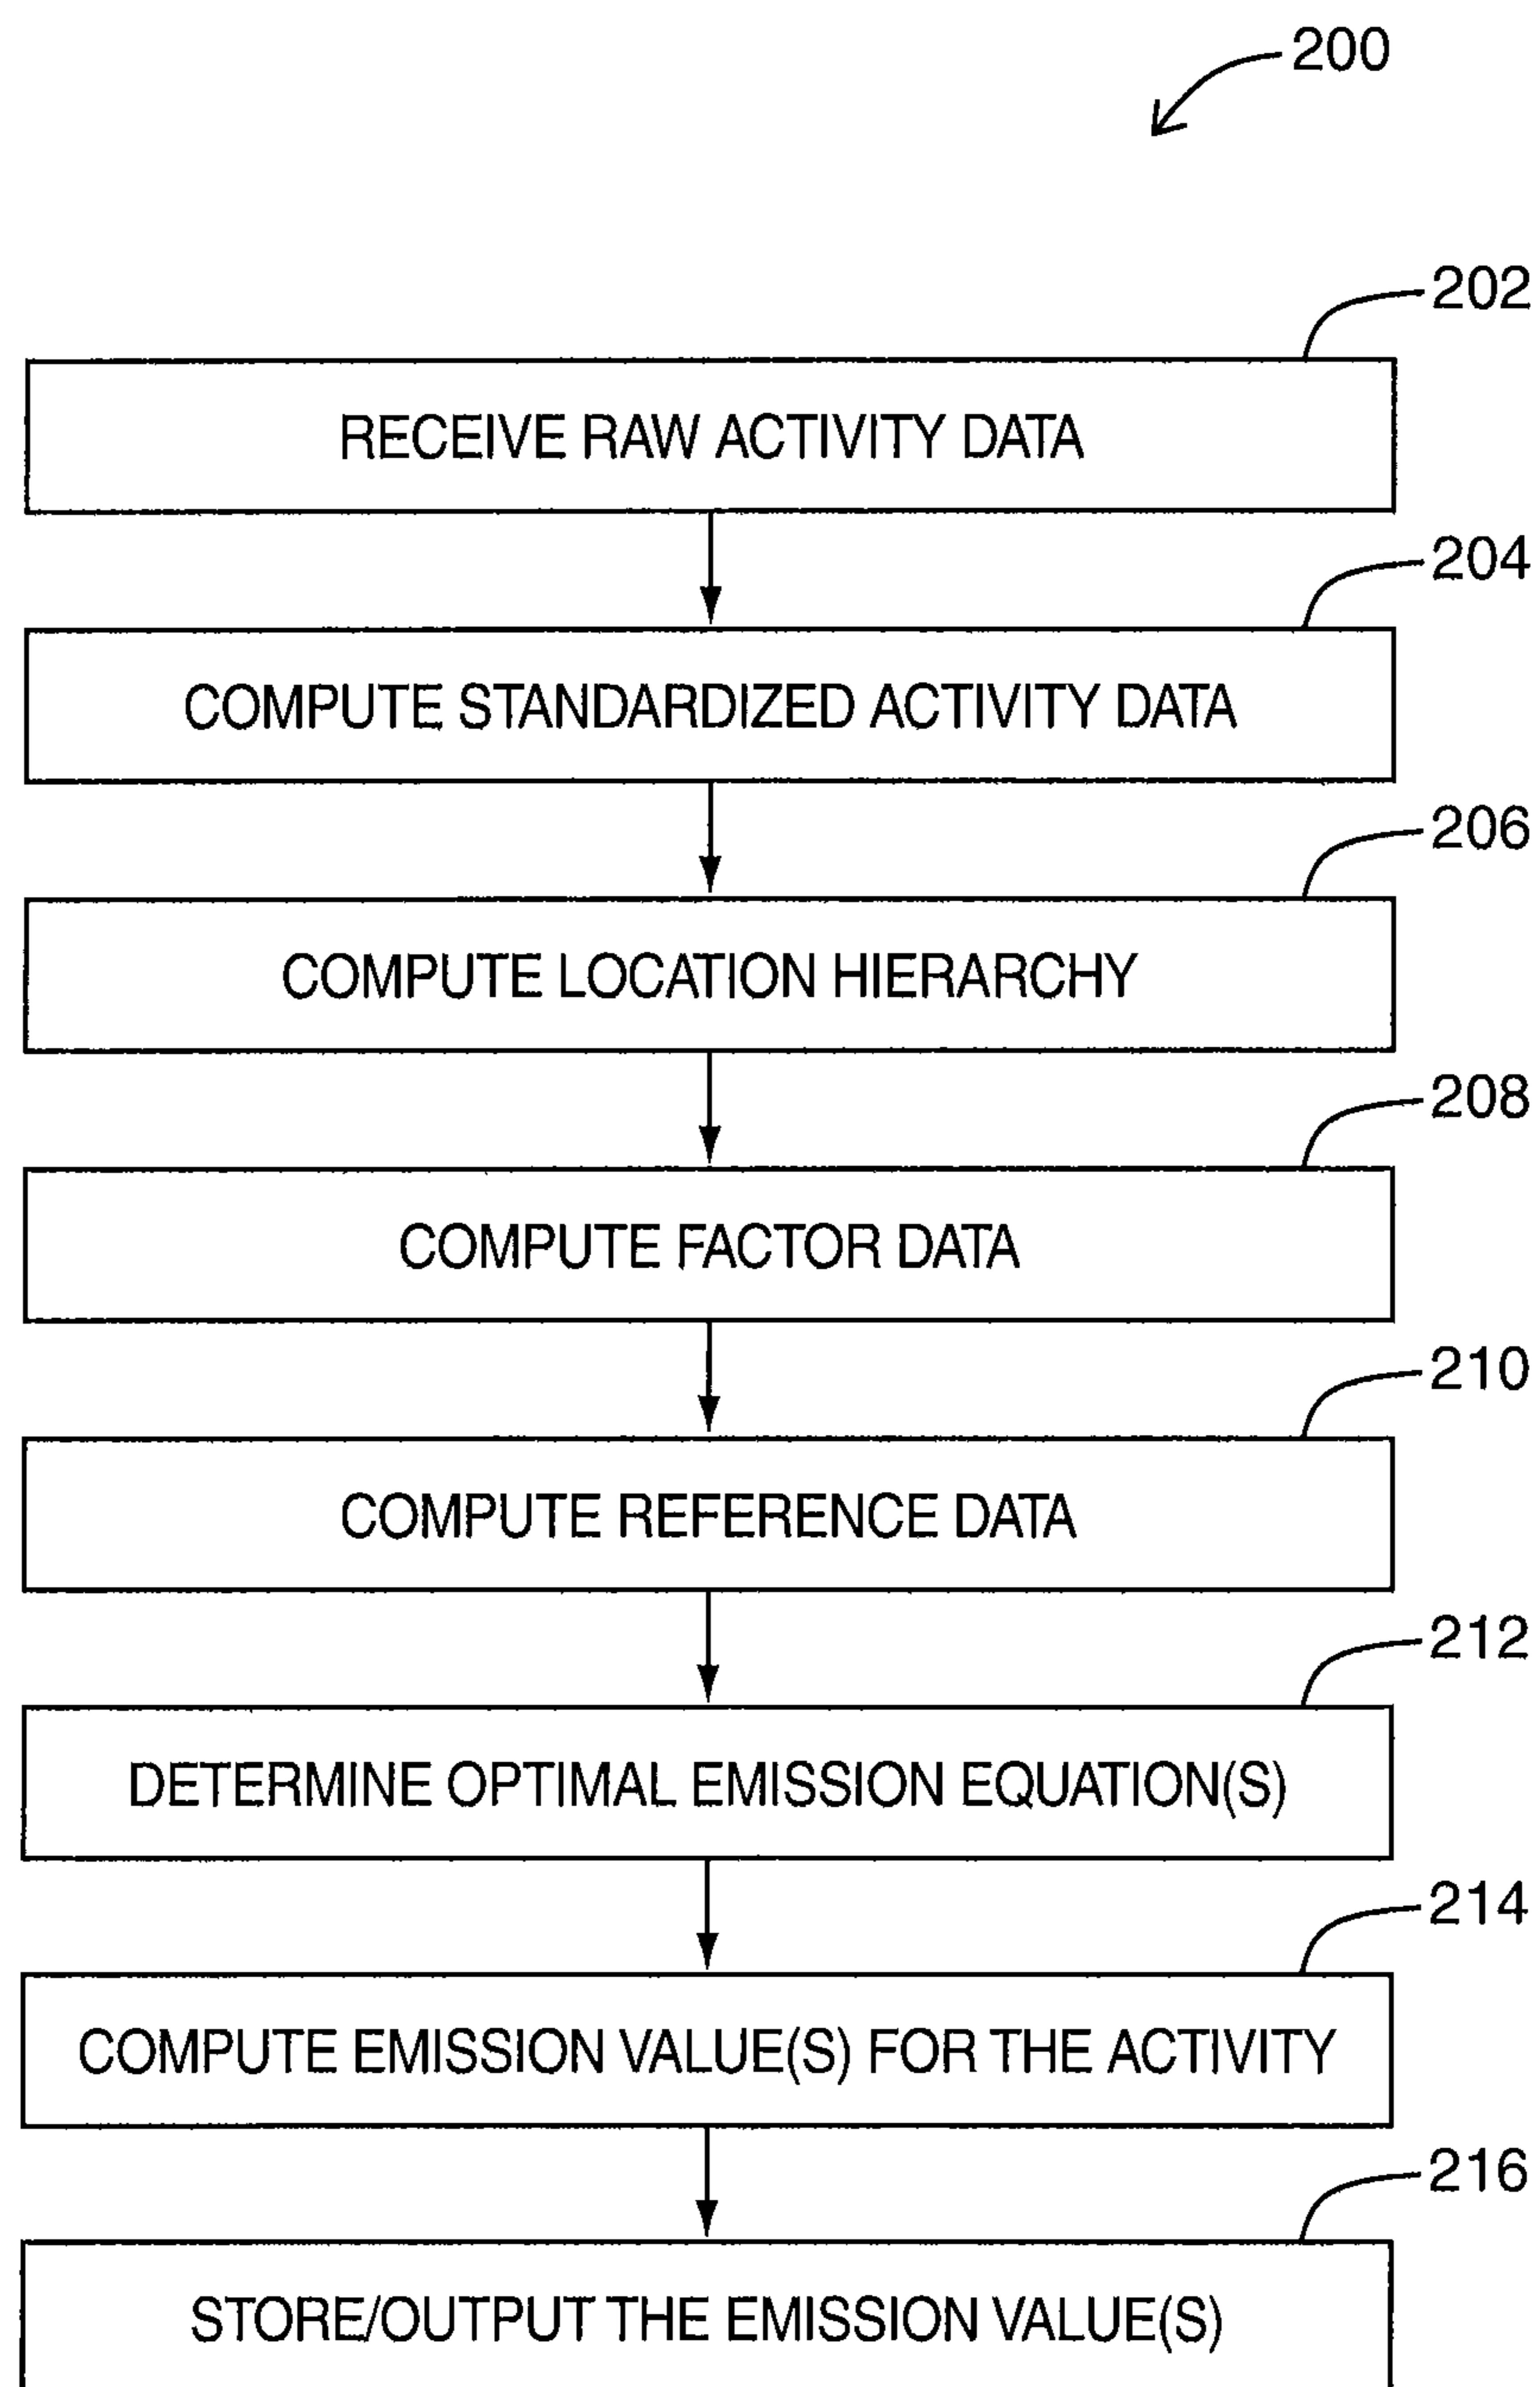 200
202
RECEIVE RAW ACTIVITY DATA
204
COMPUTE STANDARDIZED ACTIVITY DATA
206
COMPUTE LOCATION HIERARCHY
208
COMPUTE FACTOR DATA
210
COMPUTE REFERENCE DATA
212
DETERMINE OPTIMAL EMISSION EQUATION(S)
214
COMPUTE EMISSION VALUE(S) FOR THE ACTIVITY
216
STORE/OUTPUT THE EMISSION VALUE(S)